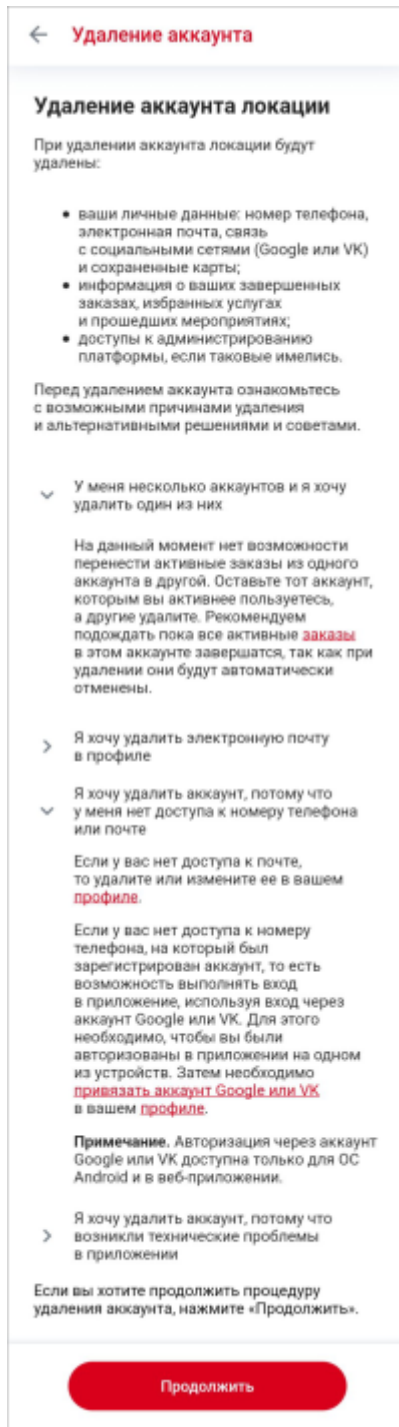 Удаление аккаунта
Удаление аккаунта локации
При удалении аккаунта локации будут
удалены:
ваши личные данные: номер телефона,
электронная почта, связь
с социальными сетями (Google или VK)
и сохраненные карты;
информация о ваших завершенных
заказах, избранных услугах
и прошедших мероприятиях;
доступы к администрированию
платформы, если таковые имелись.
Перед удалением аккаунта ознакомьтесь
с возможными причинами удаления
и альтернативными решениями и советами.
У меня несколько аккаунтов и я хочу
удалить один из них
На данный момент нет возможности
перенести активные заказы из одного
аккаунта в другой. Оставьте тот аккаунт,
которым вы активнее пользуетесь,
а другие удалите. Рекомендуем
подождать пока все активные заказы
в этом аккаунте завершатся, так как при
удалении они будут автоматически
отменены.
Я хочу удалить электронную почту
в профиле
Я хочу удалить аккаунт, потому что
у меня нет доступа к номеру телефона
или почте
Если у вас нет доступа к почте,
то удалите или измените ее в вашем
профиле.
Если у вас нет доступа к номеру
телефона, на который был
зарегистрирован аккаунт, то есть
возможность выполнять вход
в приложение, используя вход через
аккаунт Google или VK. Для этого
необходимо, чтобы вы были
авторизованы в приложении на одном
из устройств. Затем необходимо
привязать аккаунт Google или VK
в вашем профиле.
Примечание. Авторизация через аккаунт
Google или VK доступна только для ОС
Android и в веб-приложении.
Я хочу удалить аккаунт, потому что
возникли технические проблемы
в приложении
Если вы хотите продолжить процедуру
удаления аккаунта, нажмите «Продолжить».
Продолжить